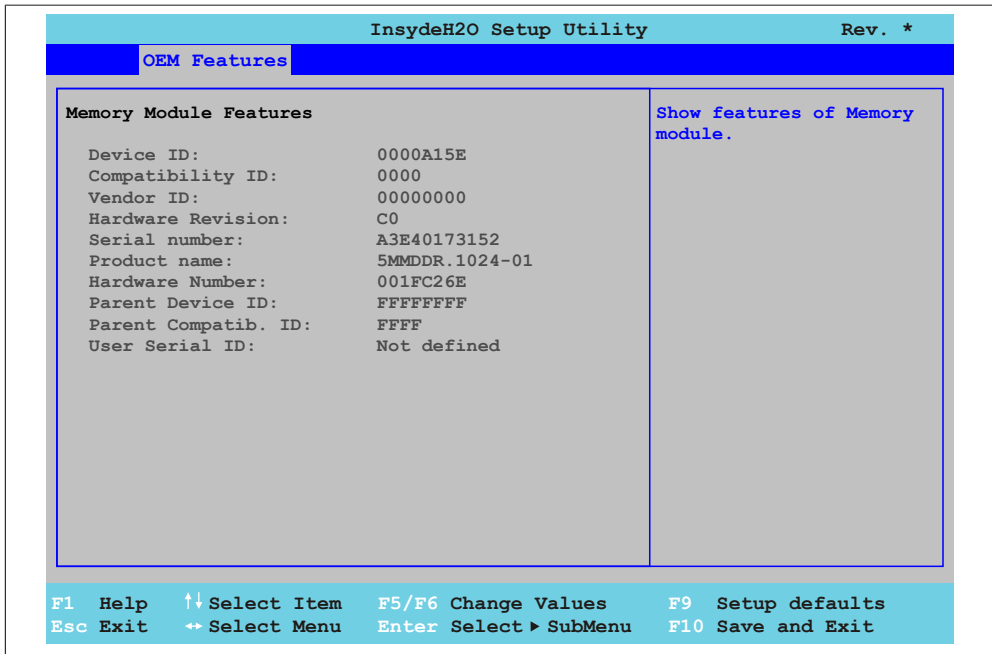 InsydeH2O Setup Utility Rev. *
OEM Features
Memory Module Features
Show features of Memory
module.
Device ID: 0000A15E
Compatibility ID: 0000
Vendor ID: 00000000
Hardware Revision: C0
Serial number: A3E40173152
Product name: 5MMDDR.1024-01
Hardware Number: 001FC26E
Parent Device ID: FFFFFFFF
Parent Compatib. ID: FFFF
User Serial ID: Not defined
F1 Help ↑↓ Select Item F5/F6 Change Values F9 Setup defaults
Esc Exit ↔ Select Menu Enter Select ▶ SubMenu F10 Save and Exit